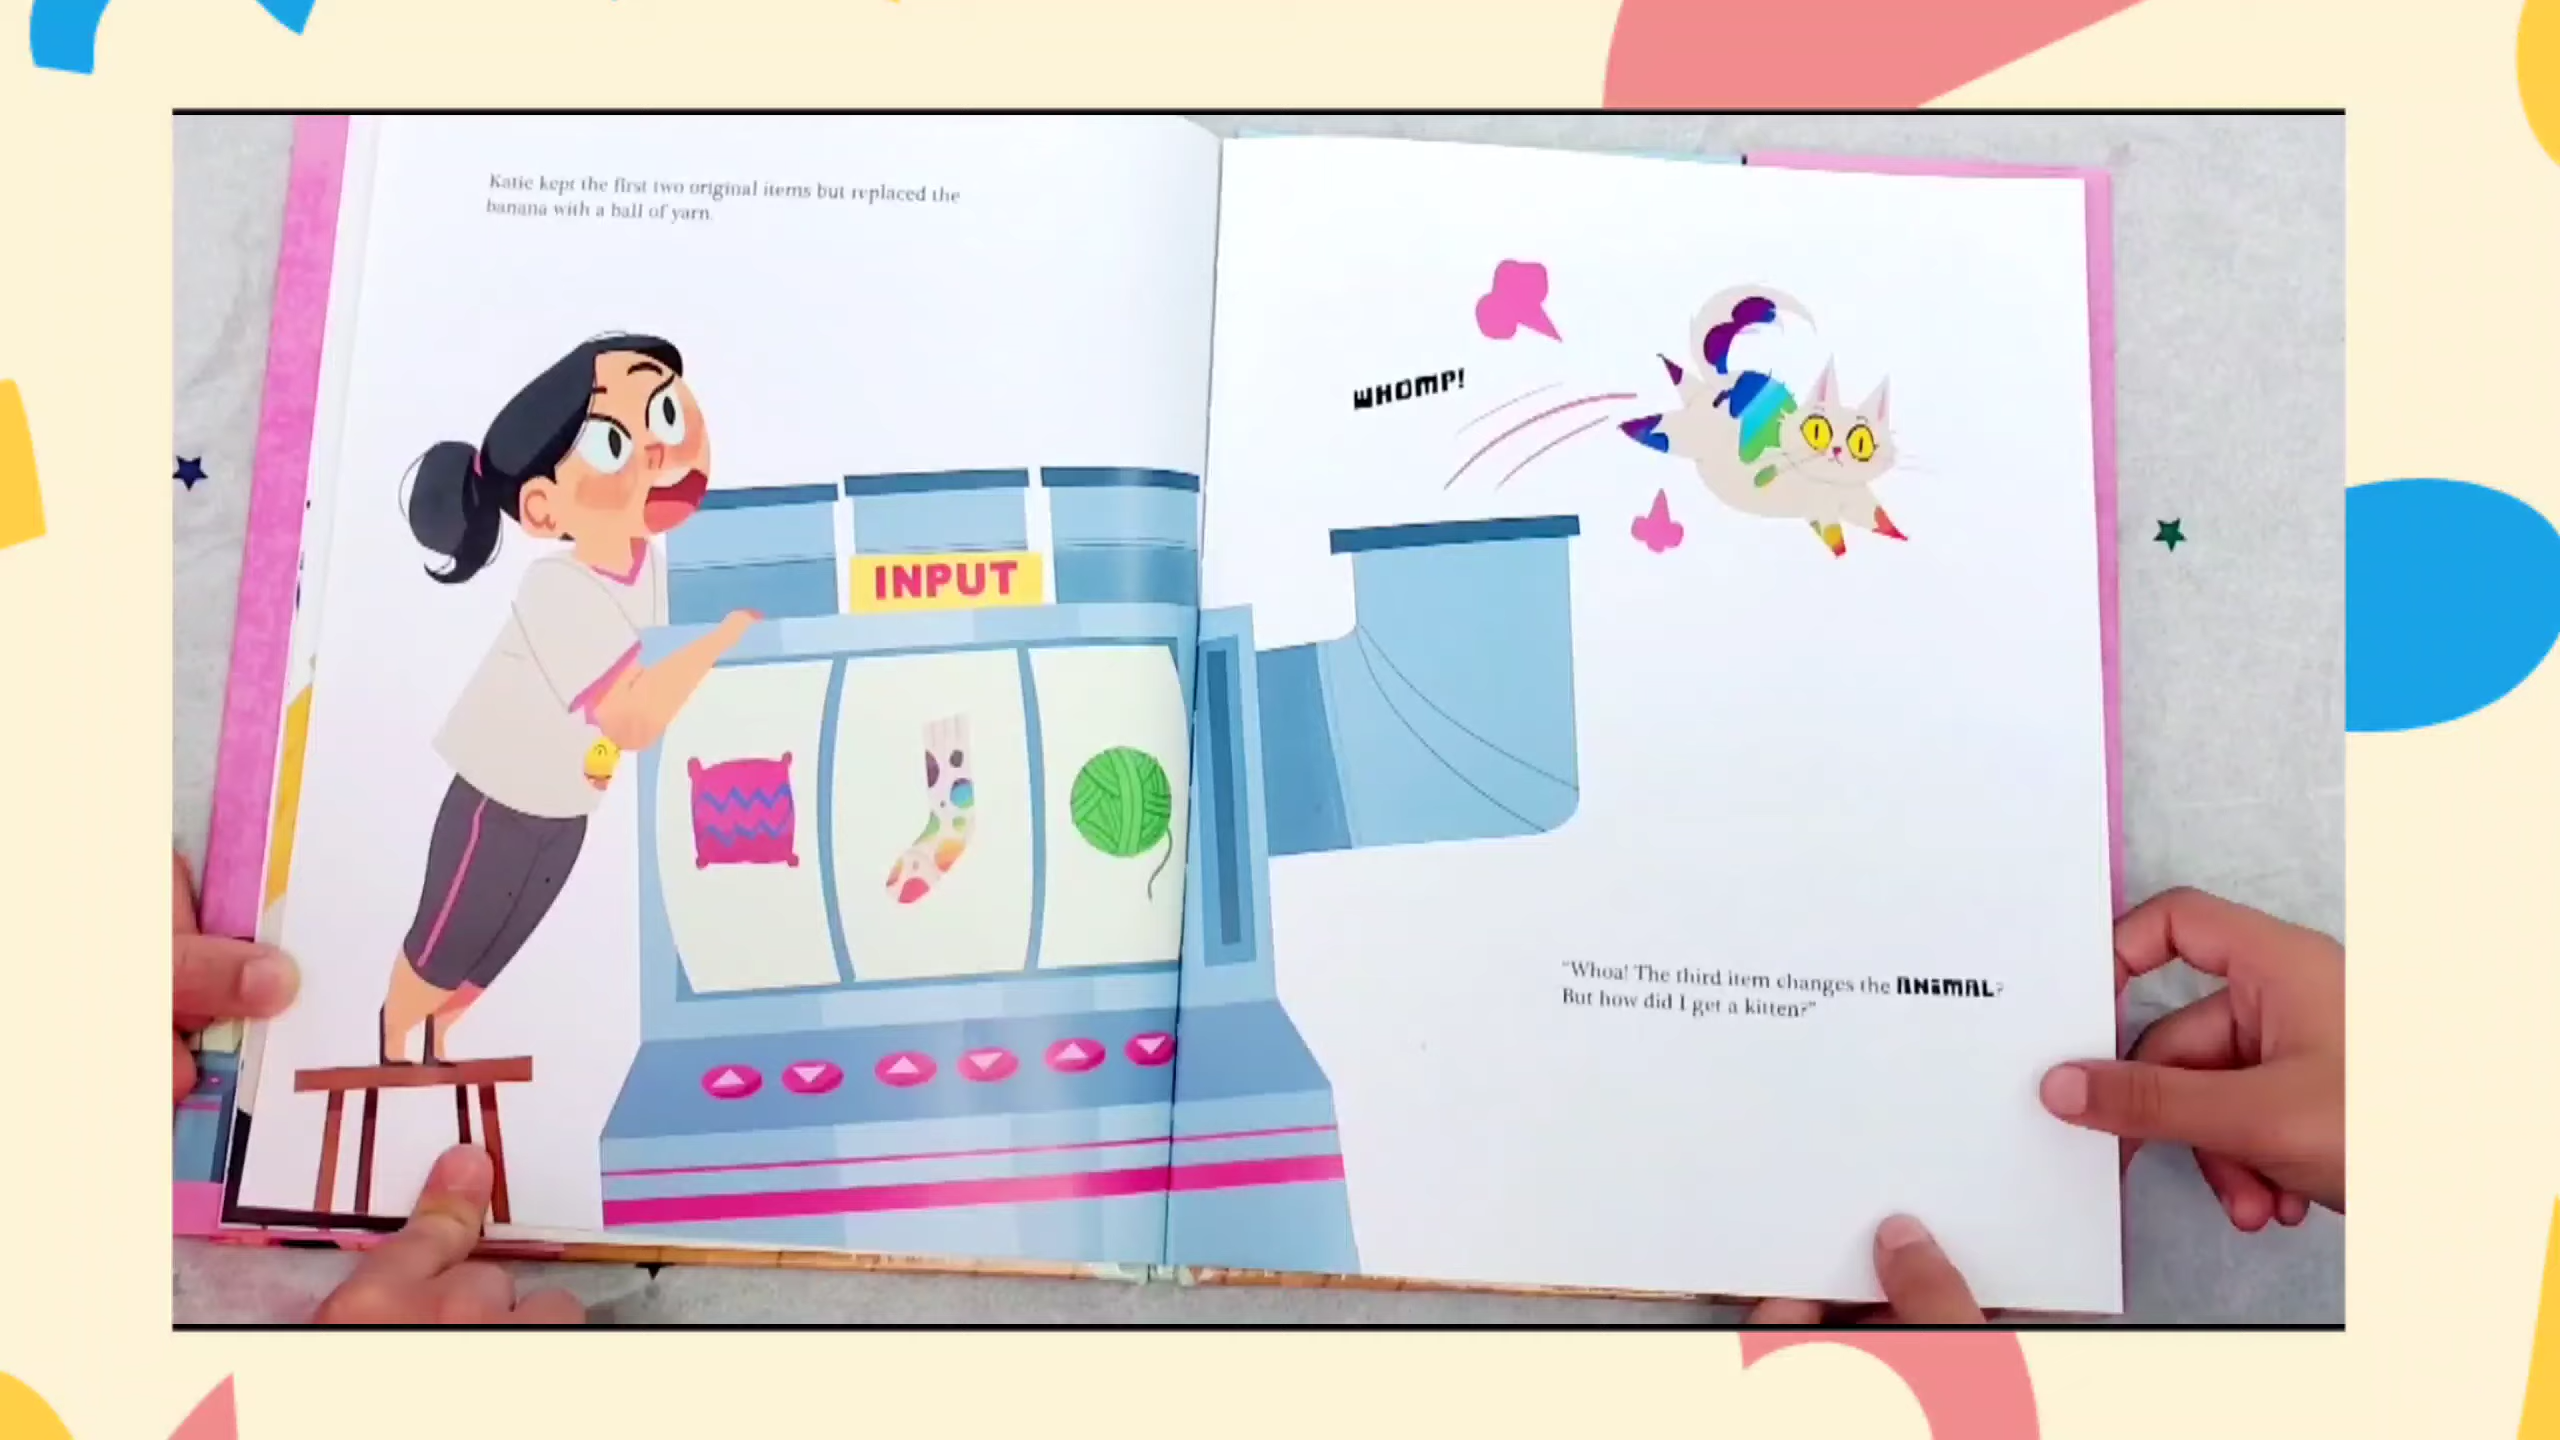 Katie kept the first two original items but replaced the
banana with a ball of yarn.
INPUT
WHOMP!
"Whoa! The third item changes the ANIMAL?
But how did I get a kitten?"